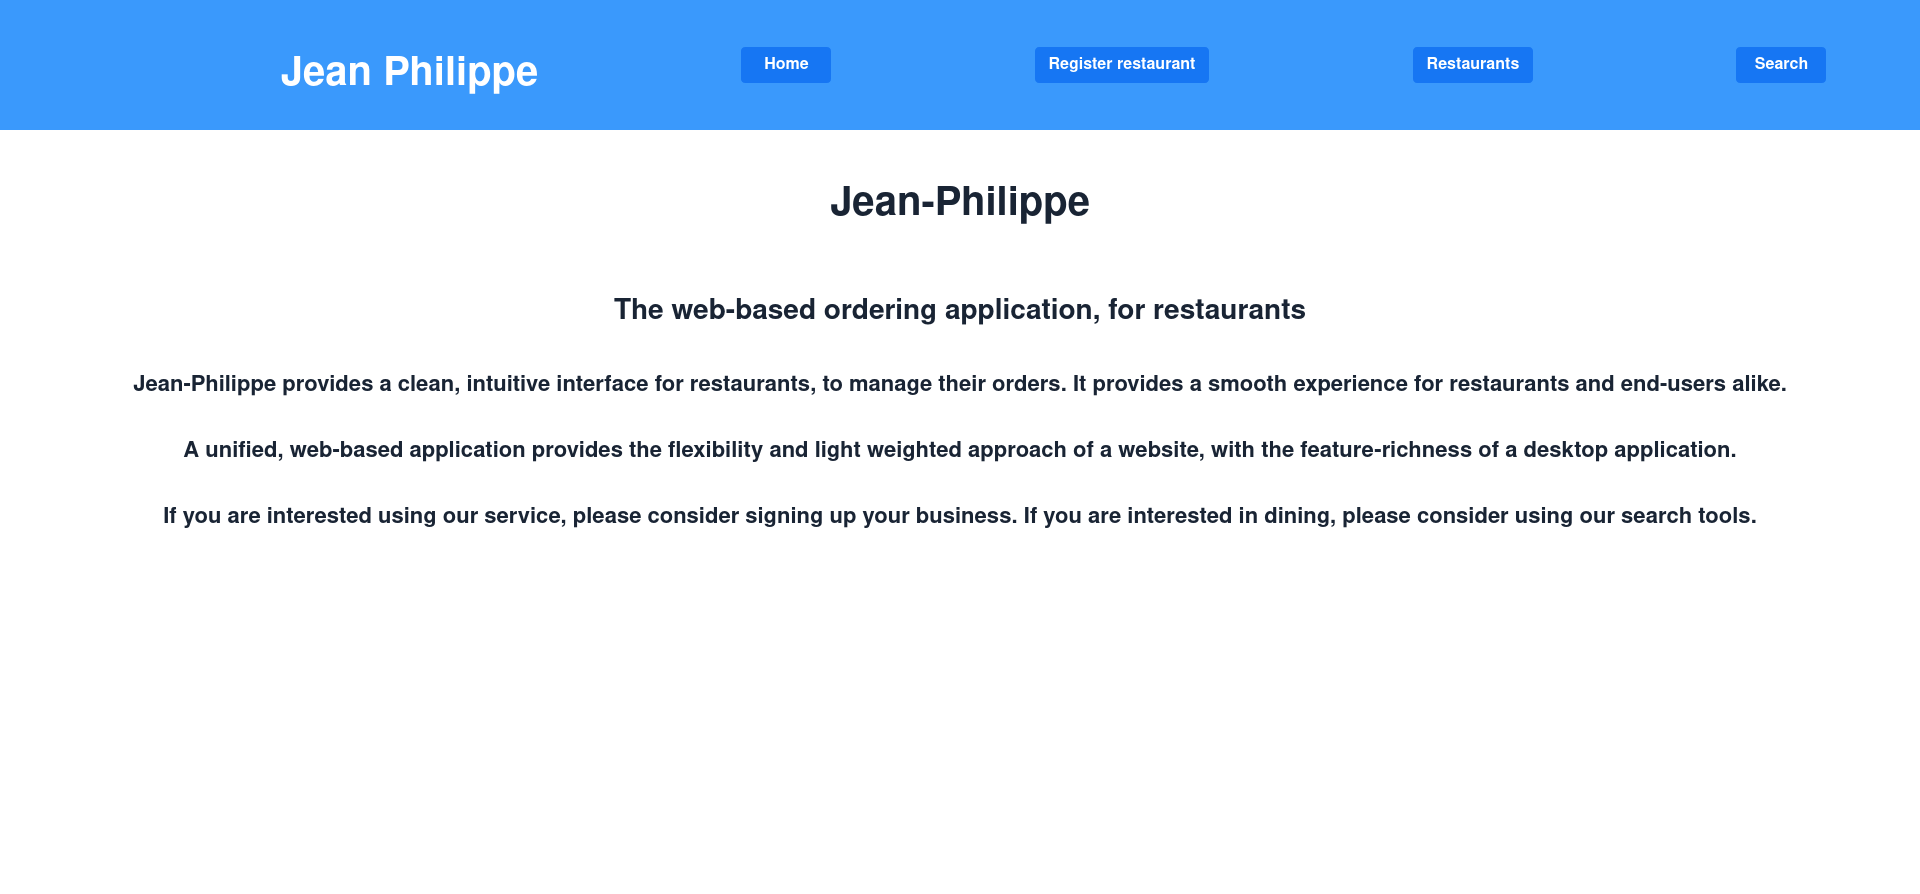 Jean Philippe
Home
Register restaurant
Restaurants
Search
Jean-Philippe
The web-based ordering application, for restaurants
Jean-Philippe provides a clean, intuitive interface for restaurants, to manage their orders. It provides a smooth experience for restaurants and end-users alike.
A unified, web-based application provides the flexibility and light weighted approach of a website, with the feature-richness of a desktop application.
If you are interested using our service, please consider signing up your business. If you are interested in dining, please consider using our search tools.